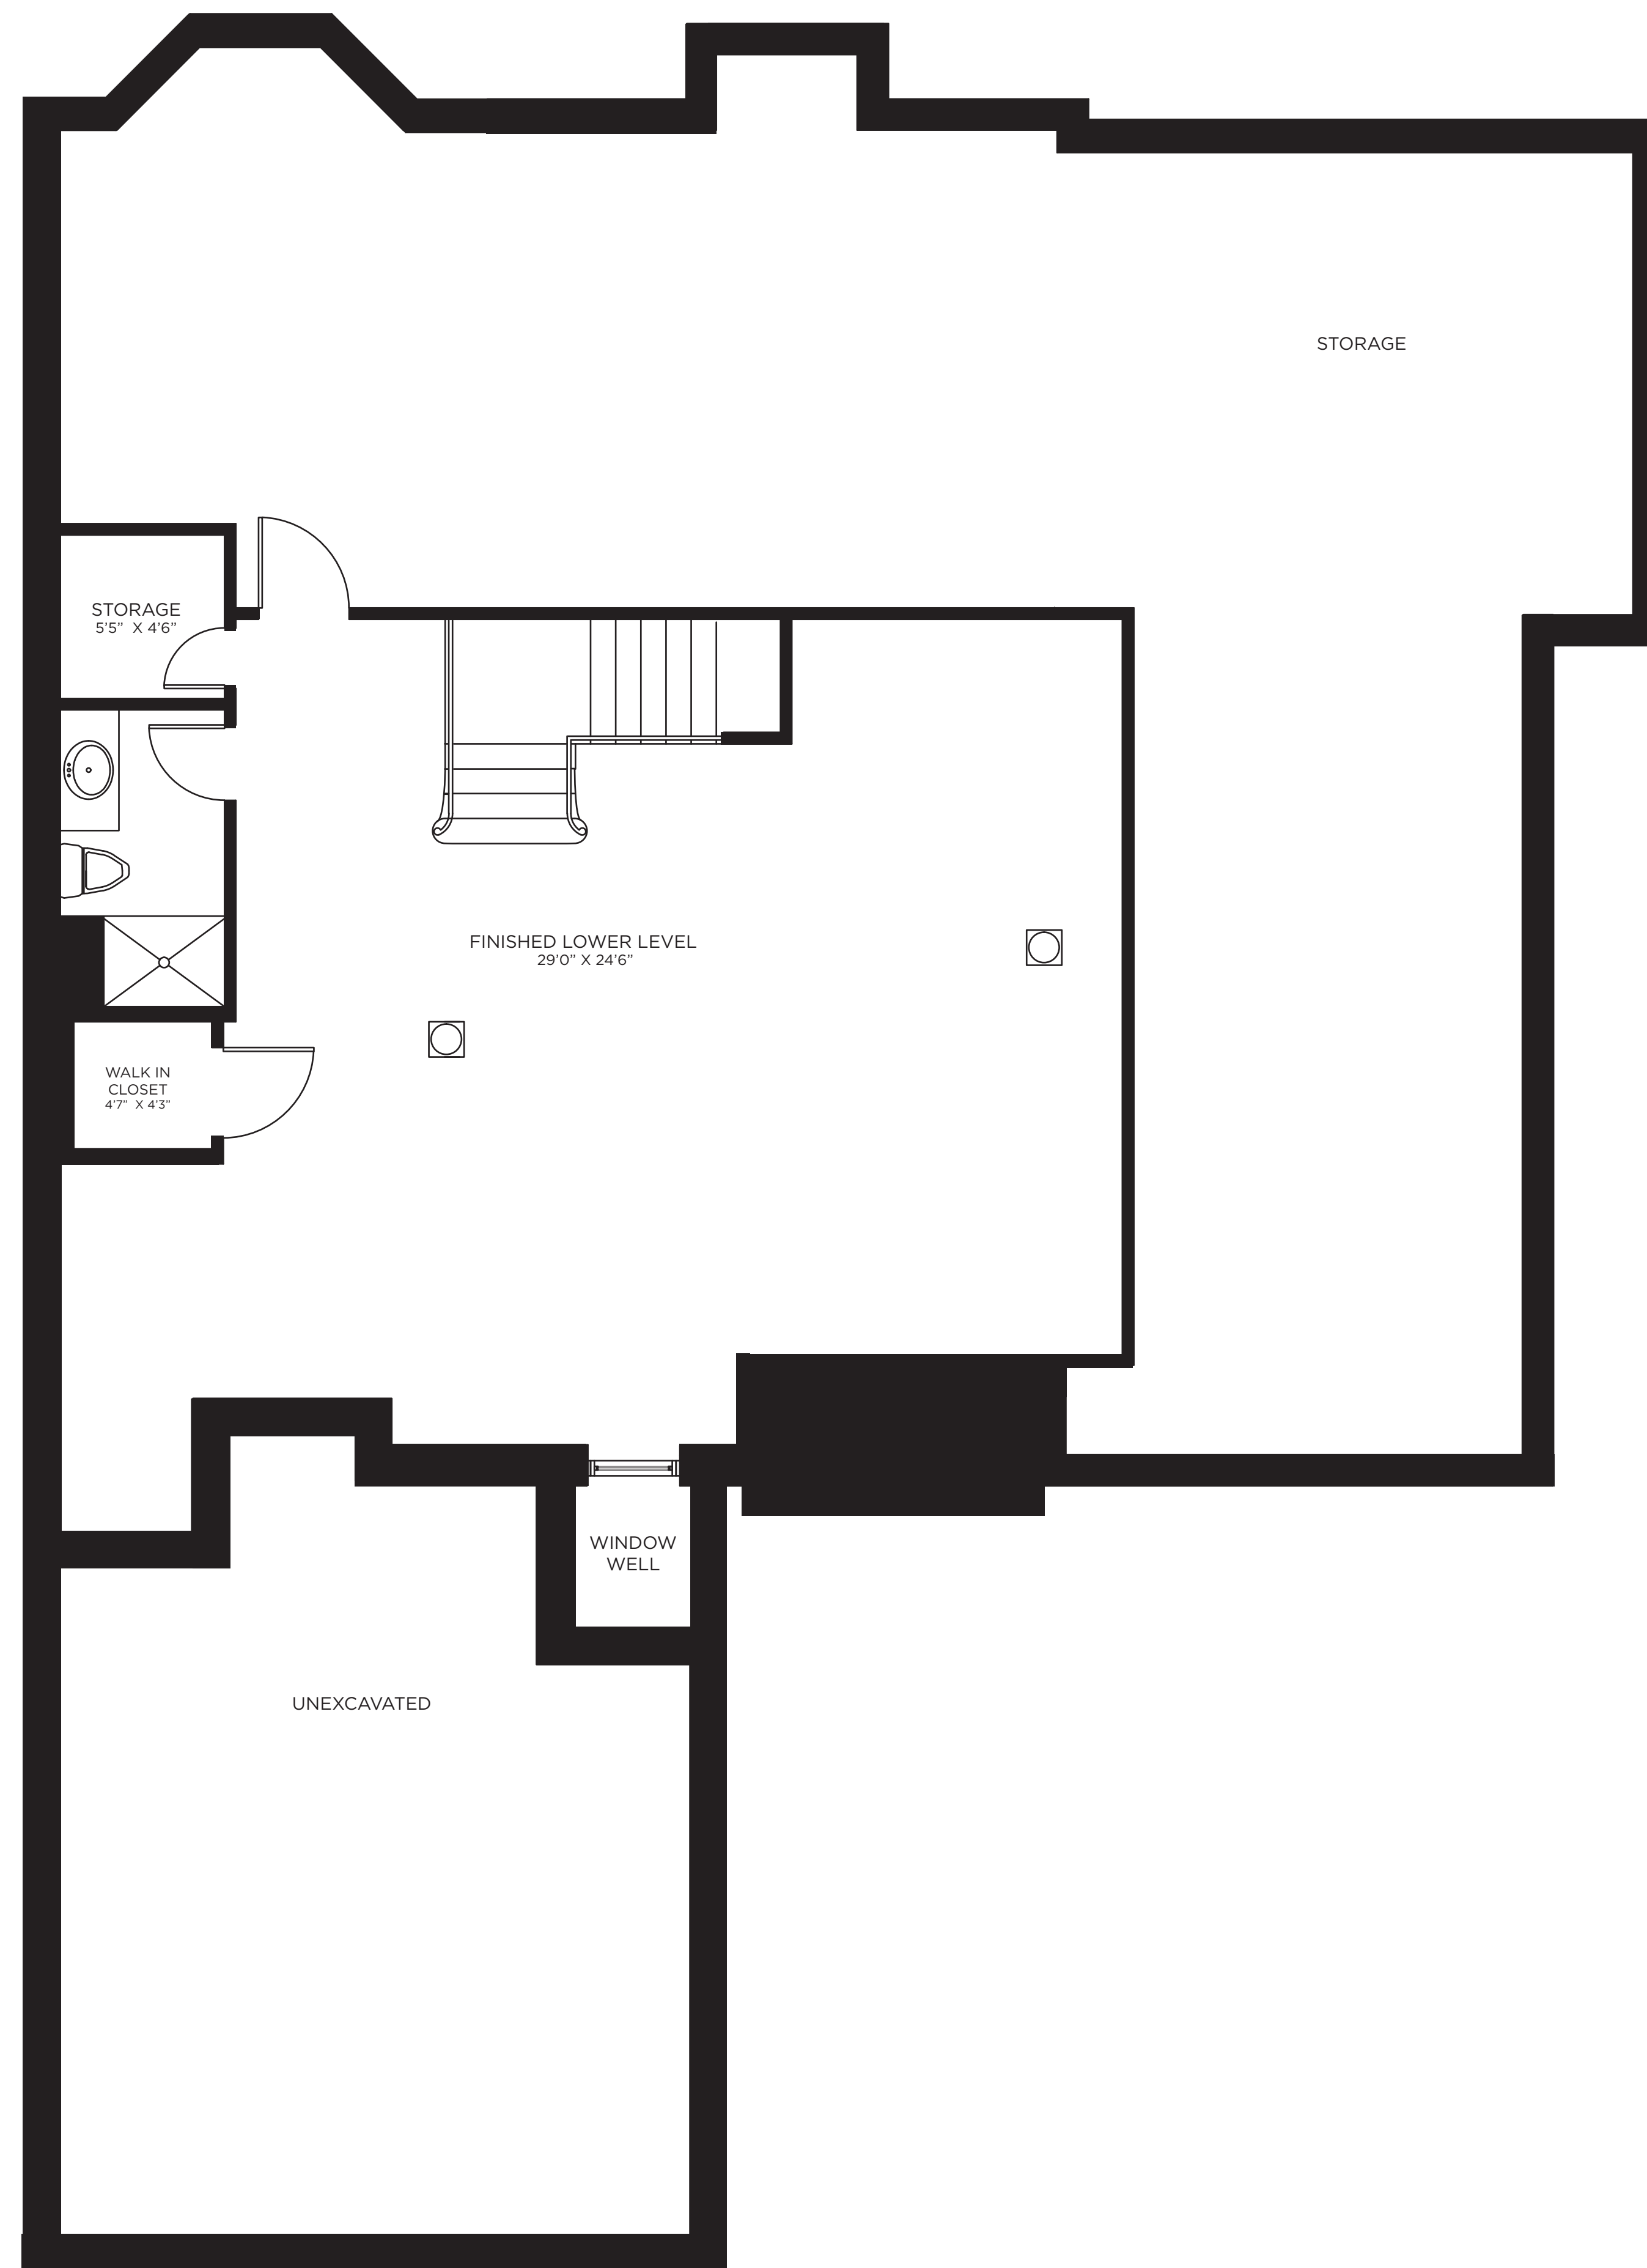 STORAGE
STORAGE
5’5” X 4’6”
FINISHED LOWER LEVEL
29’0” X 24’6”
WALK IN
CLOSET
4’7” X 4’3”
WINDOW
WELL
UNEXCAVATED